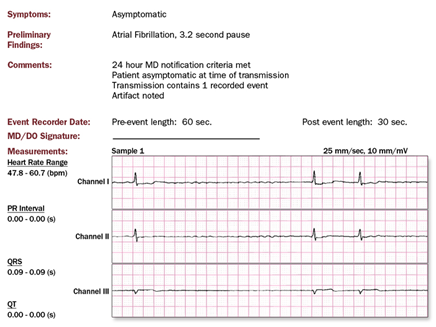 Symptoms: Asymptomatic
Preliminary Findings: Atrial Fibrillation, 3.2 second pause
Comments: 24 hour MD notification criteria met
Patient asymptomatic at time of transmission
Transmission contains 1 recorded event
Artifact noted
Event Recorder Date: Pre-event length: 60 sec. Post event length: 30 sec.
MD/DO Signature:
Measurements: Sample 1 25 mm/sec, 10 mm/mV
Heart Rate Range
47.8 - 60.7 (bpm)
Channel I
PR Interval
0.00 - 0.00 (s)
Channel II
QRS
0.09 - 0.09 (s)
Channel III
QT
0.00 - 0.00 (s)